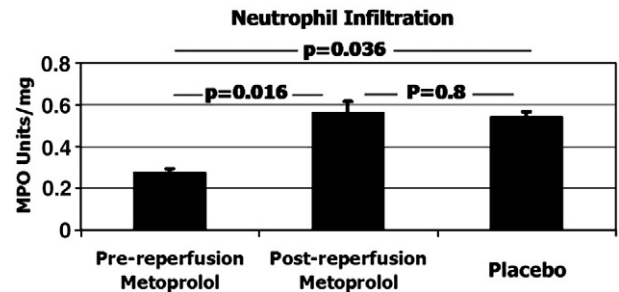 Neutrophil Infiltration
p=0.036
p=0.016
P=0.8
MPO Units/mg
0.8
0.6
0.4
0.2
0
Pre-reperfusion
Metoprolol
Post-reperfusion
Metoprolol
Placebo